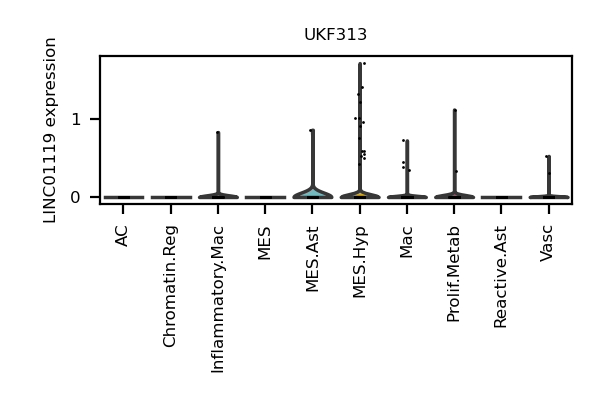 UKF313
LINC01119 expression
1
0
AC
Chromatin.Reg
Inflammatory.Mac
MES
MES.Ast
MES.Hyp
Mac
Prolif.Metab
Reactive.Ast
Vasc